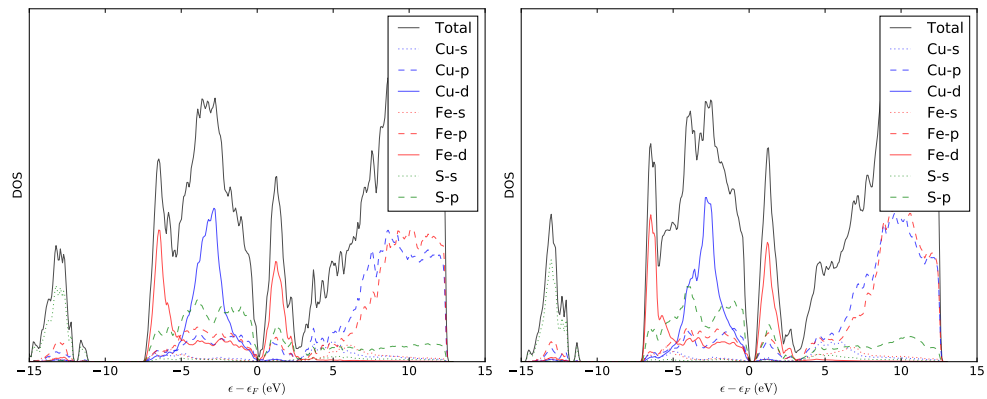 DOS
Total
Cu-s
Cu-p
Cu-d
Fe-s
Fe-p
Fe-d
S-s
S-p
−15 −10 −5 0 5 10 15
ϵ − ϵ_F (eV)
DOS
Total
Cu-s
Cu-p
Cu-d
Fe-s
Fe-p
Fe-d
S-s
S-p
−15 −10 −5 0 5 10 15
ϵ − ϵ_F (eV)